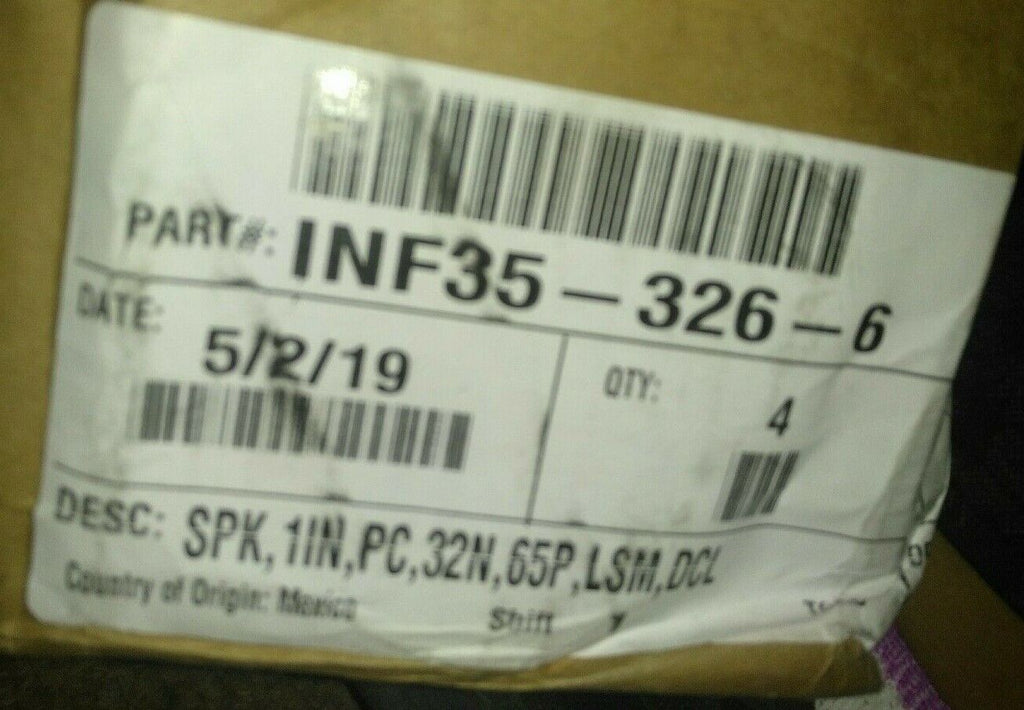 PART#: INF35-326-6
DATE: 5/2/19
QTY: 4
DESC: SPK,1IN,PC,32N,65P,LSM,DCL
Country of Origin: Mexico Shift